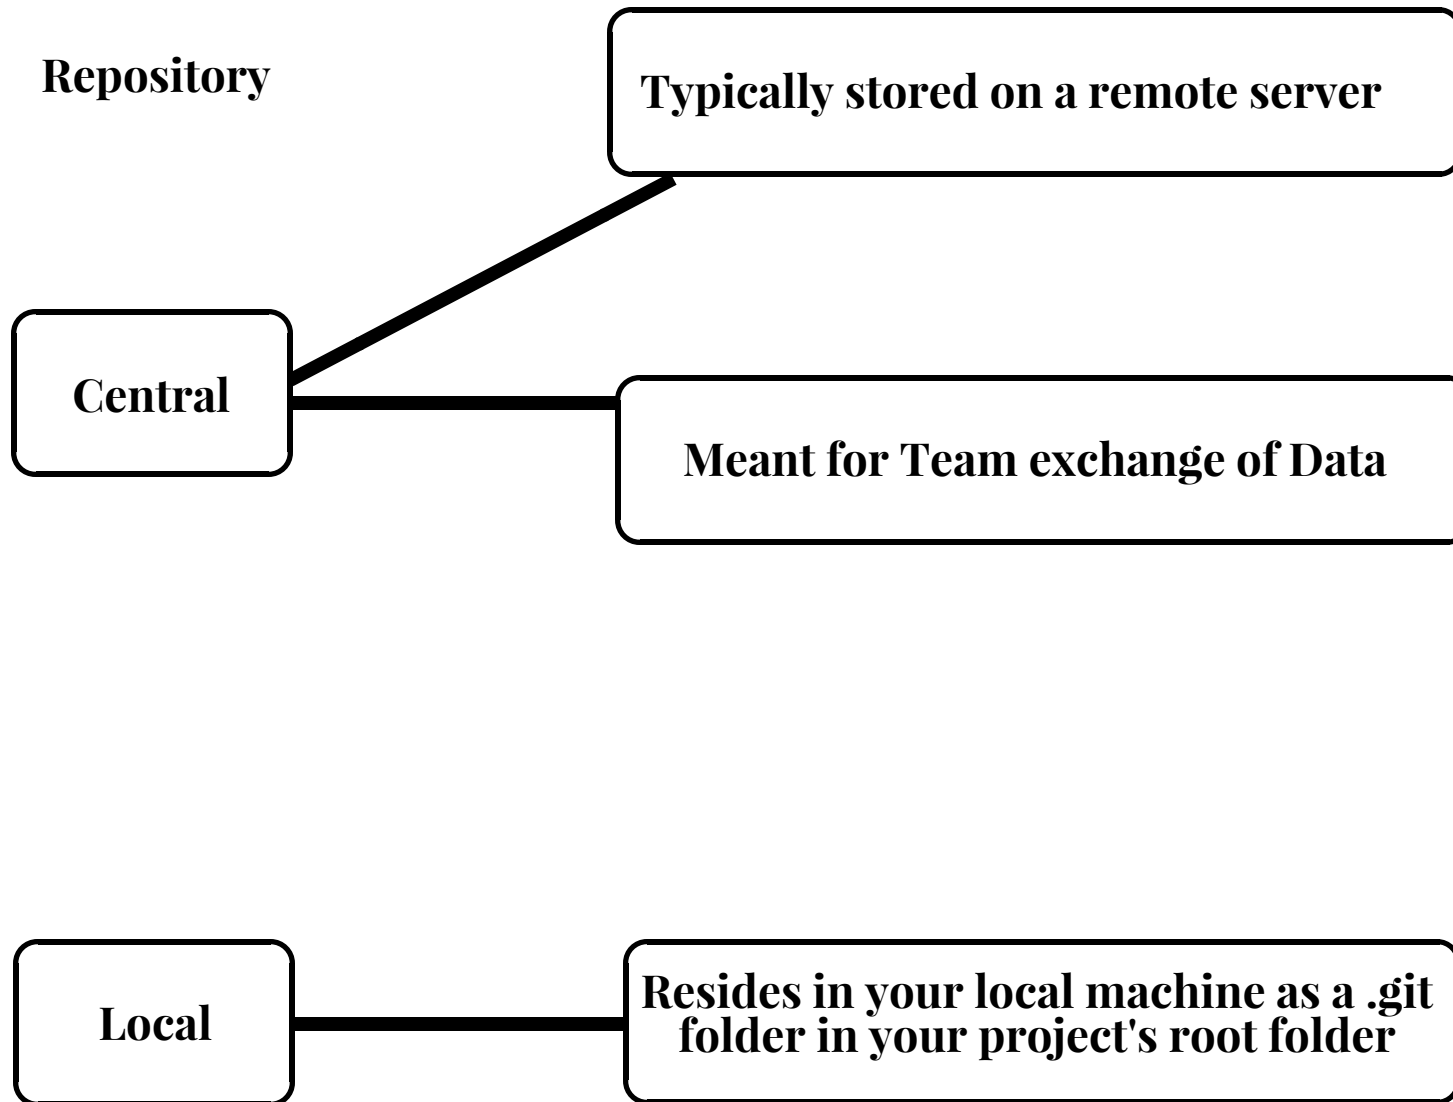 Repository
Typically stored on a remote server
Central
Meant for Team exchange of Data
Local
Resides in your local machine as a .git
folder in your project's root folder